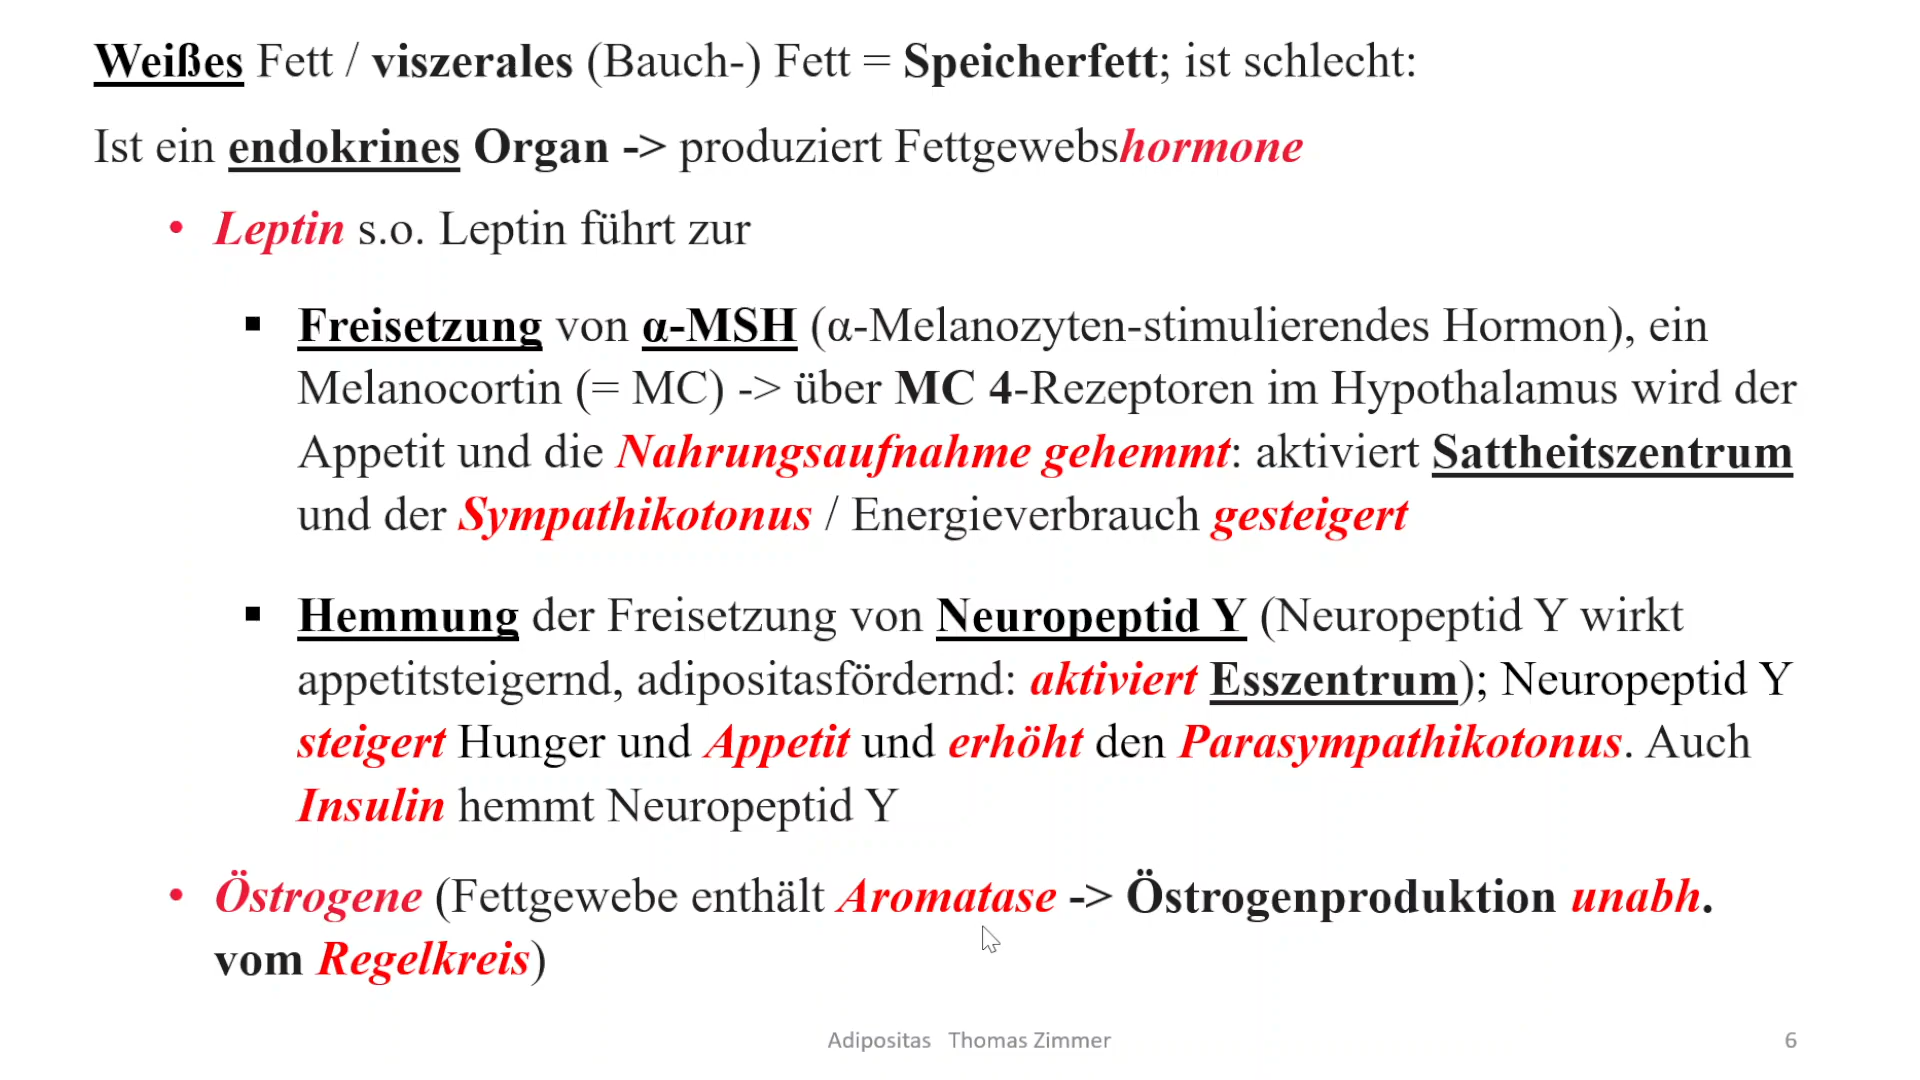 Weißes Fett / viszerales (Bauch-) Fett = Speicherfett; ist schlecht:
Ist ein endokrines Organ -> produziert Fettgewebshormone
• Leptin s.o. Leptin führt zur
▪ Freisetzung von α-MSH (α-Melanozyten-stimulierendes Hormon), ein
Melanocortin (= MC) -> über MC 4-Rezeptoren im Hypothalamus wird der
Appetit und die Nahrungsaufnahme gehemmt: aktiviert Sattheitszentrum
und der Sympathikotonus / Energieverbrauch gesteigert
▪ Hemmung der Freisetzung von Neuropeptid Y (Neuropeptid Y wirkt
appetitsteigernd, adipositasfördernd: aktiviert Esszentrum); Neuropeptid Y
steigert Hunger und Appetit und erhöht den Parasympathikotonus. Auch
Insulin hemmt Neuropeptid Y
• Östrogene (Fettgewebe enthält Aromatase -> Östrogenproduktion unabh.
vom Regelkreis)
Adipositas Thomas Zimmer 6